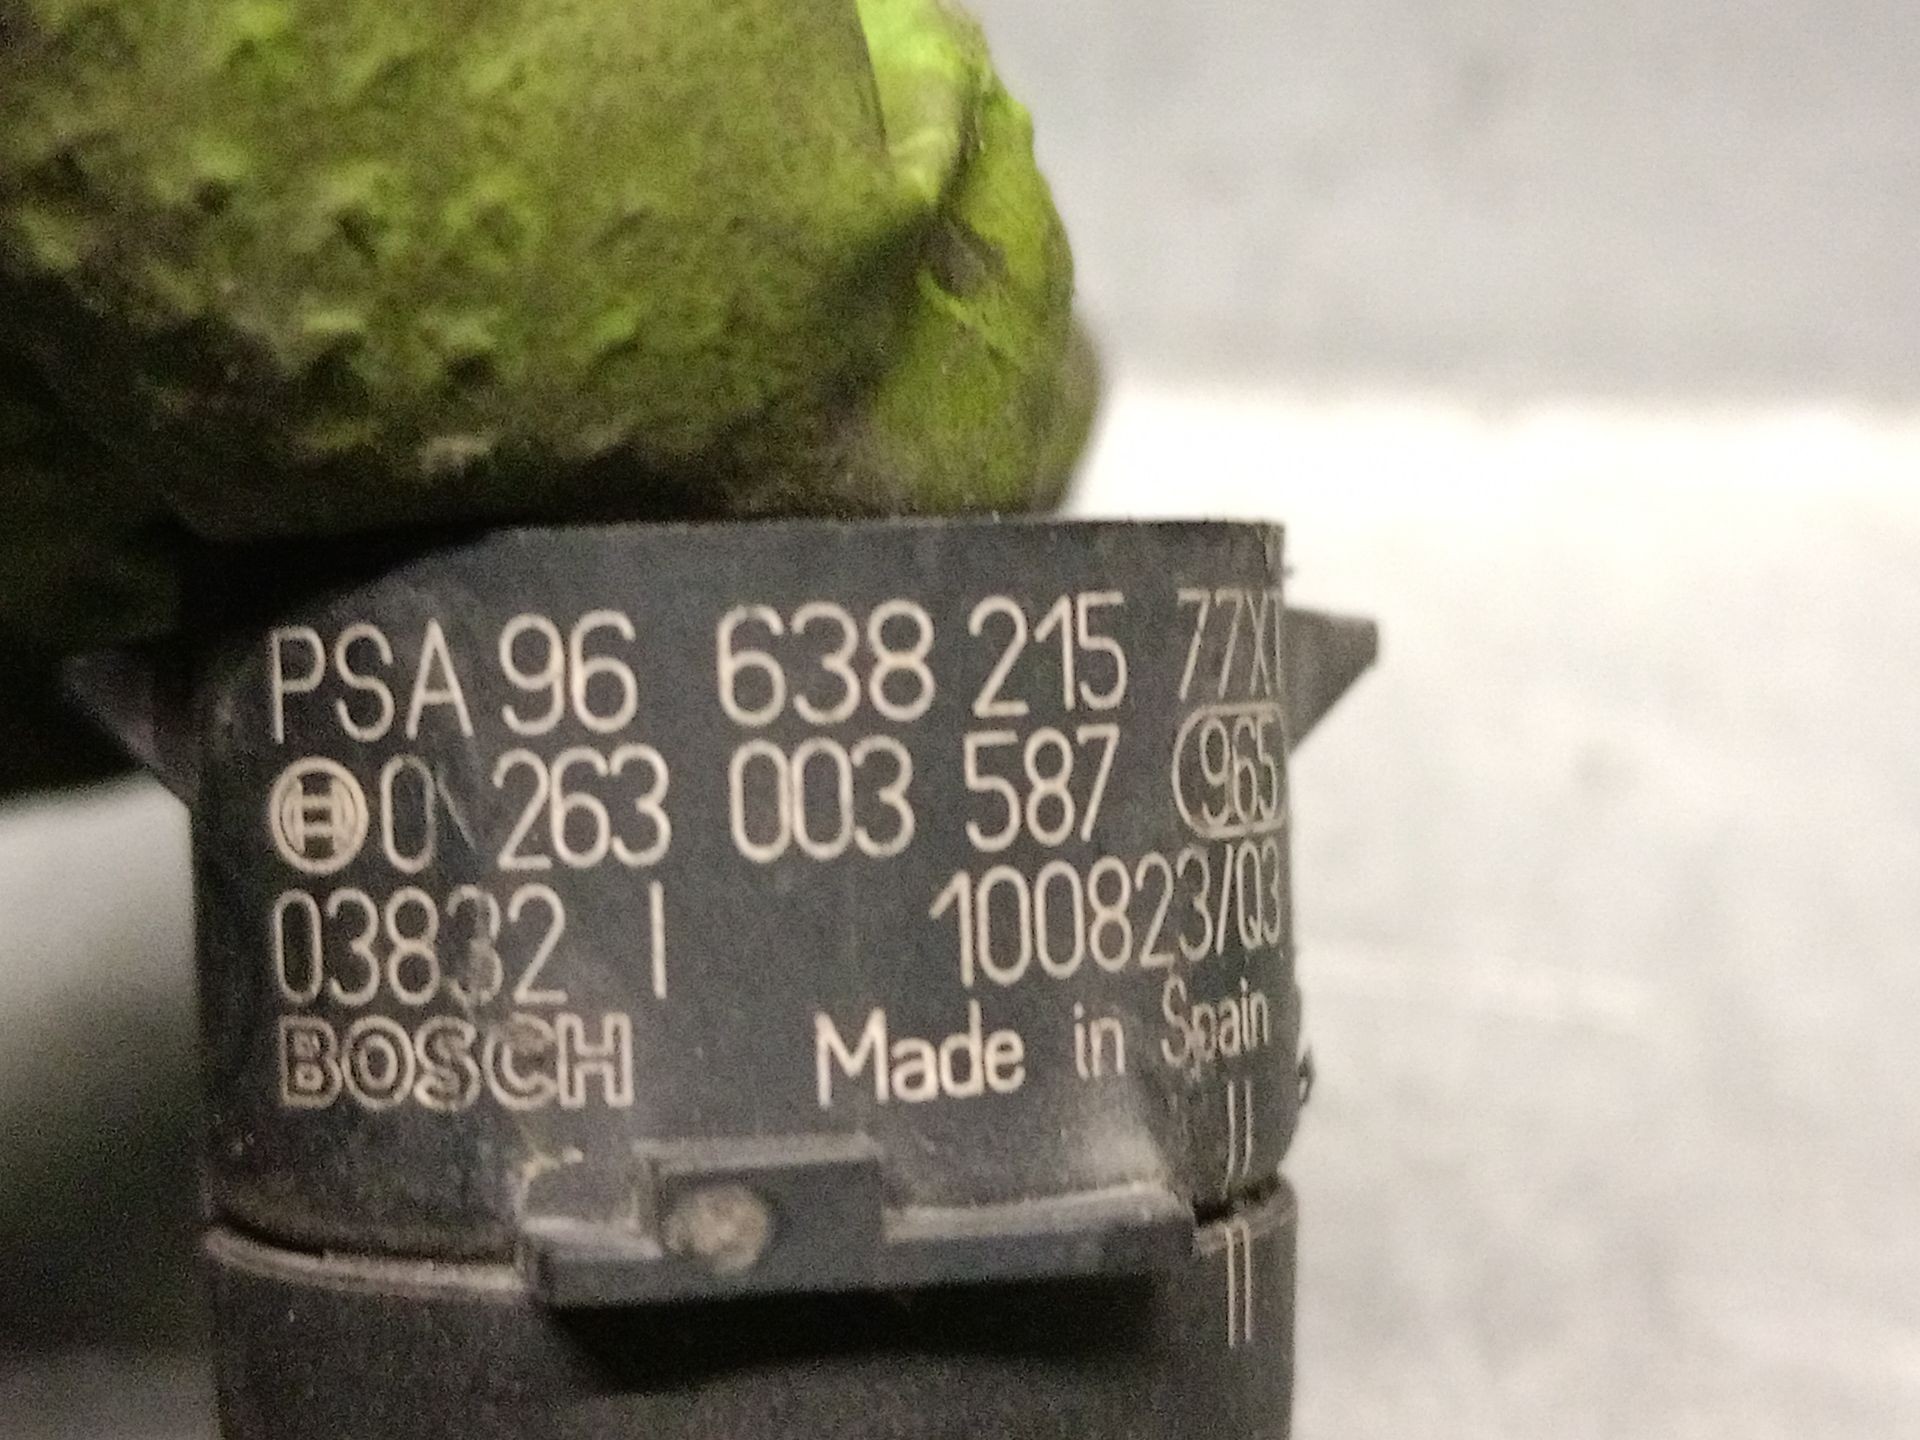 PSA 96 638 215 77XT
0 263 003 587 965
03832 I 100823/Q3
BOSCH Made in Spain